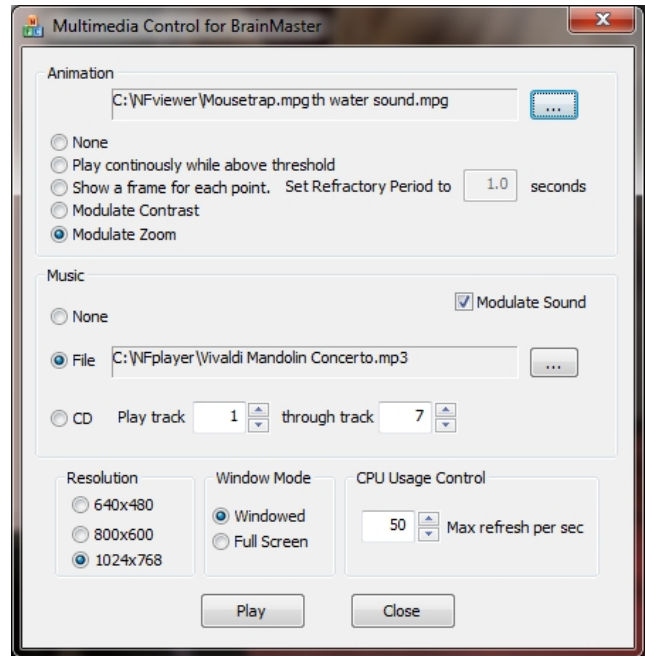 Multimedia Control for BrainMaster
Animation
C:\NFviewer\Mousetrap.mpgth water sound.mpg ...
None
Play continously while above threshold
Show a frame for each point. Set Refractory Period to 1.0 seconds
Modulate Contrast
Modulate Zoom
Music
Modulate Sound
None
File C:\NFplayer\Vivaldi Mandolin Concerto.mp3 ...
CD Play track 1 through track 7
Resolution
640x480
800x600
1024x768
Window Mode
Windowed
Full Screen
CPU Usage Control
50 Max refresh per sec
Play Close